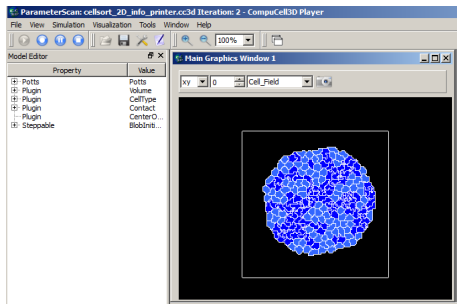 ParameterScan: cellsort_2D_info_printer.cc3d Iteration: 2 - CompuCell3D Player
File View Simulation Visualization Tools Window Help
100%
Model Editor
Property Value
Potts Potts
Plugin Volume
Plugin CellType
Plugin Contact
Plugin CenterO...
Steppable BlobIniti...
Main Graphics Window 1
xy 0 Cell_Field